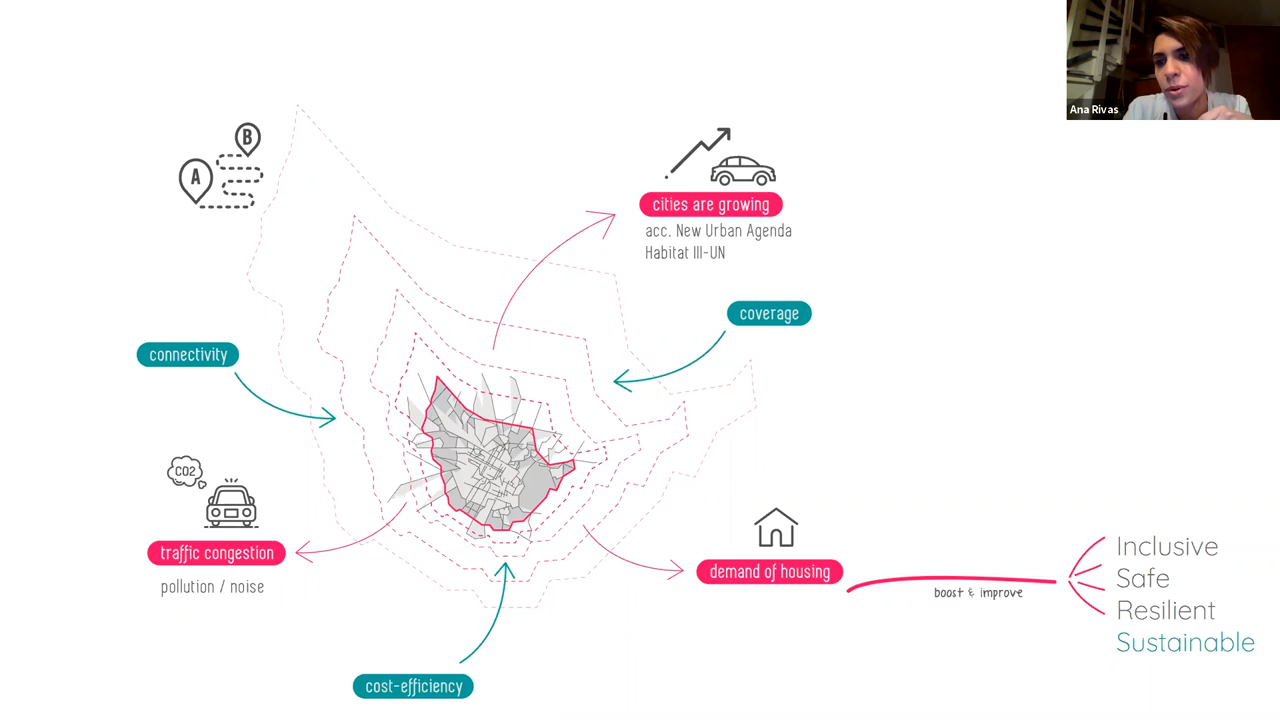 Ana Rivas
B
A
cities are growing
acc. New Urban Agenda
Habitat III-UN
coverage
connectivity
CO2
traffic congestion
pollution / noise
demand of housing
boost & improve
Inclusive
Safe
Resilient
Sustainable
cost-efficiency